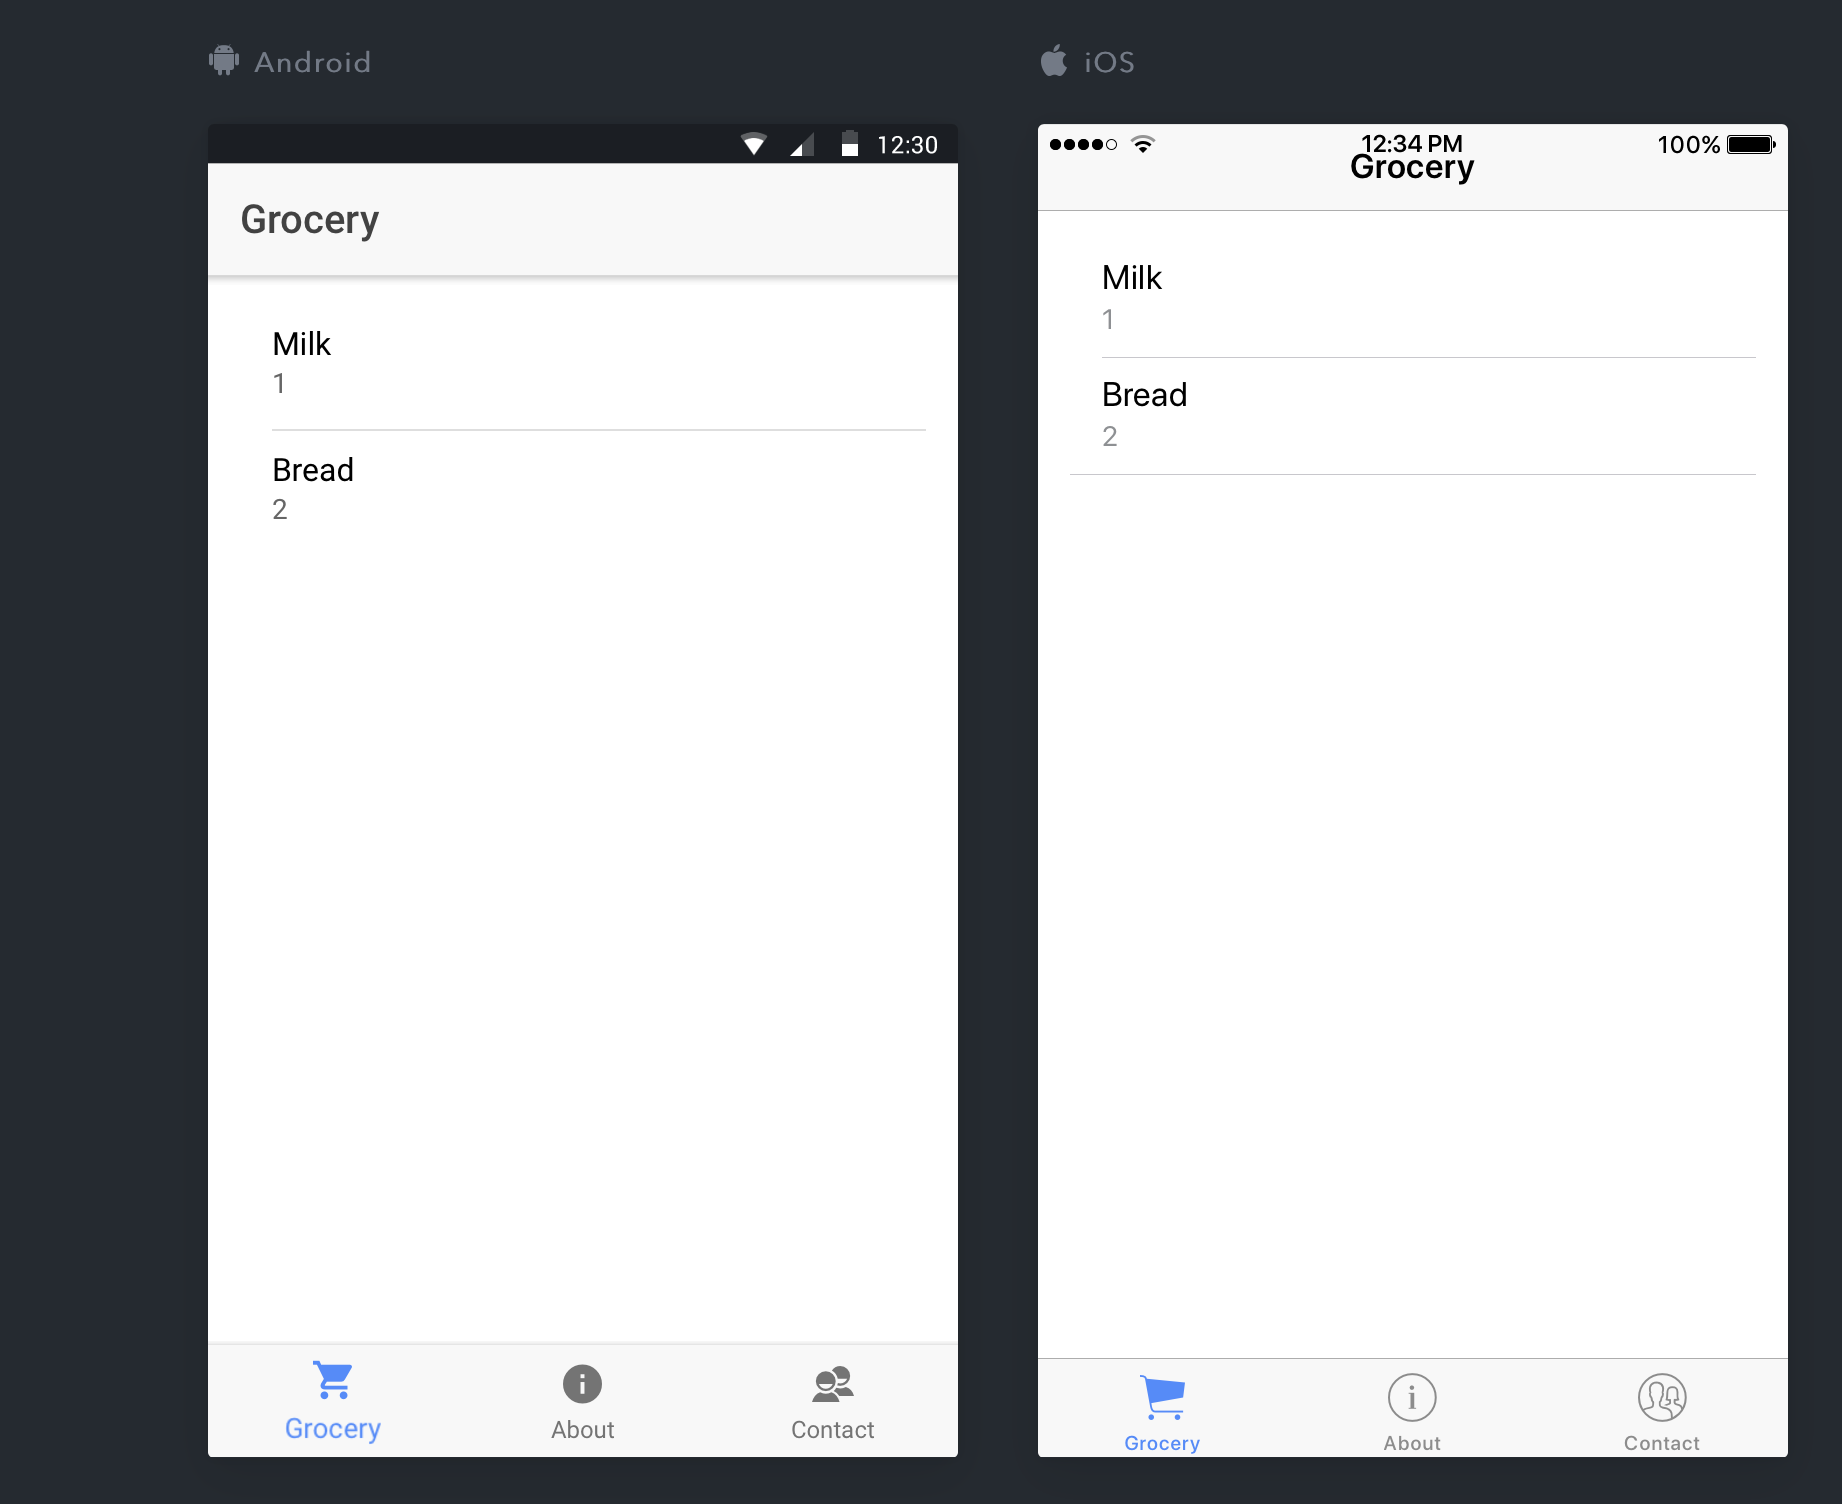 Android
12:30
Grocery
Milk
1
Bread
2
Grocery
About
Contact
iOS
12:34 PM
100%
Grocery
Milk
1
Bread
2
Grocery
About
Contact